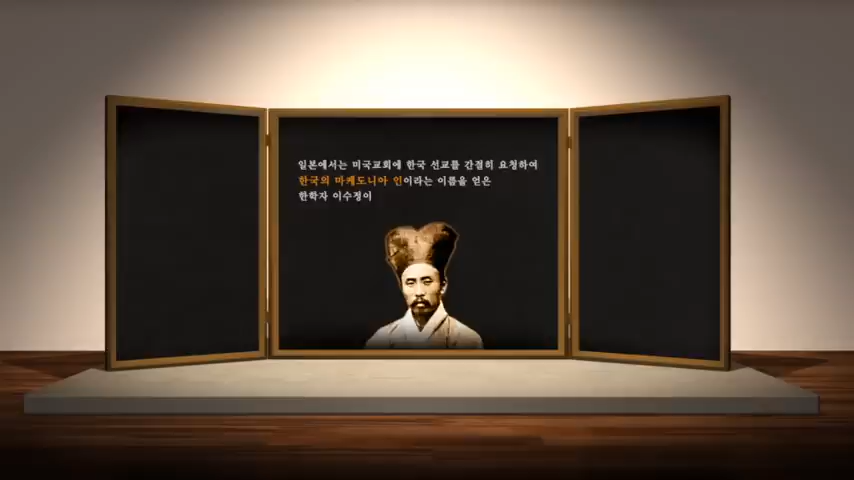 일본에서는 미국교회에 한국 선교를 간절히 요청하여
한국의 마케도니아 인이라는 이름을 얻은
한학자 이수정이